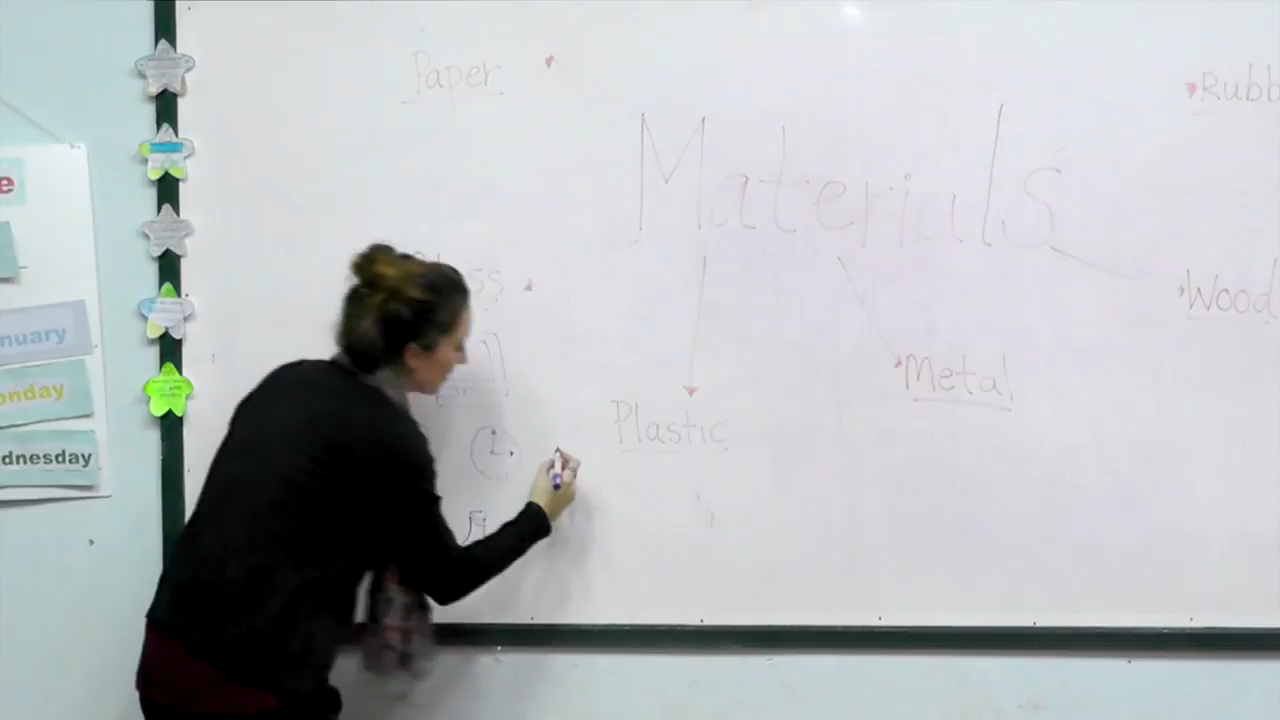 Paper
Materials
Rubb
Wood
Metal
Plastic
e
nuary
onday
dnesday